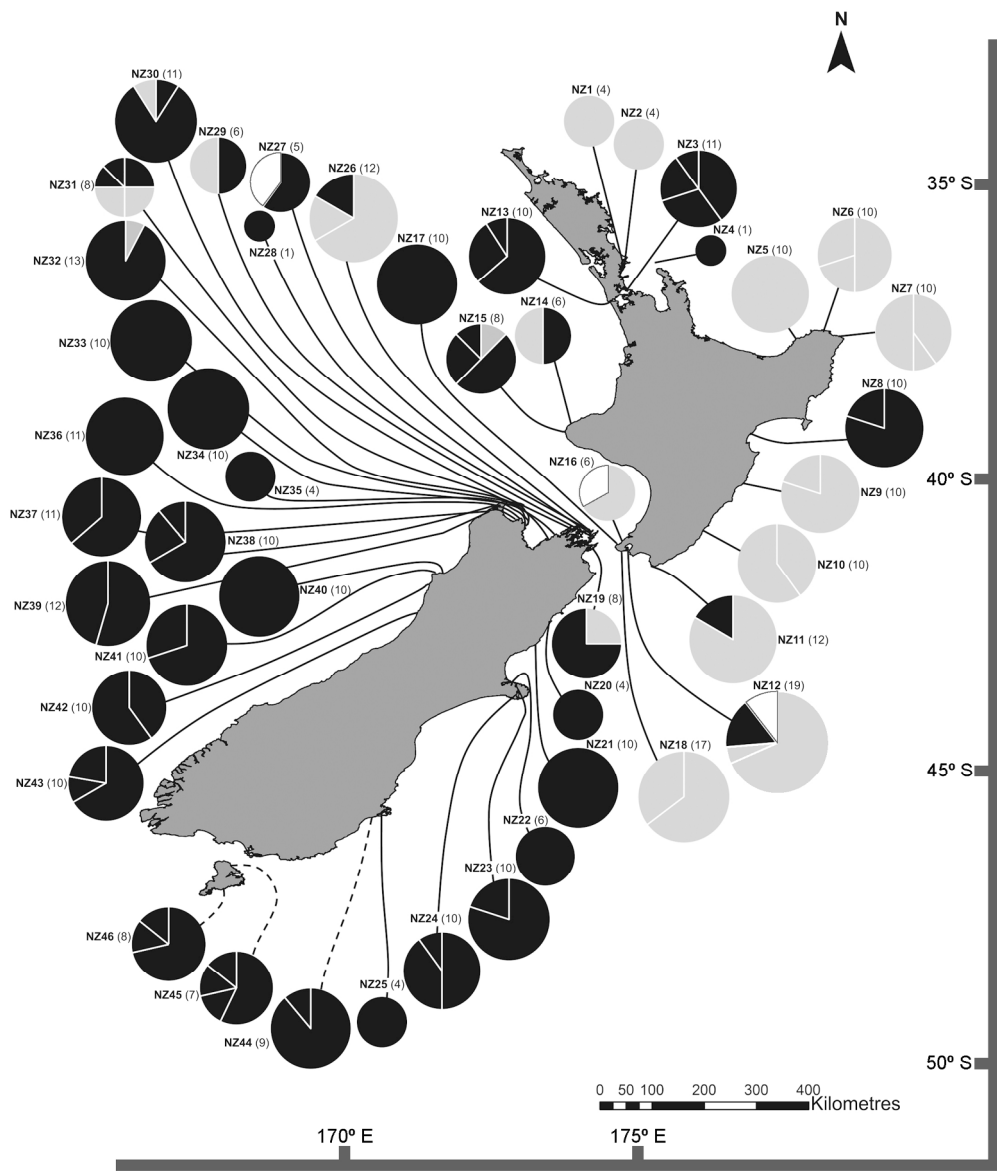 N
NZ30 (11)
NZ29 (6)
NZ27 (5)
NZ26 (12)
NZ1 (4)
NZ2 (4)
NZ3 (11)
35º S
NZ31 (8)
NZ28 (1)
NZ17 (10)
NZ13 (10)
NZ4 (1)
NZ5 (10)
NZ6 (10)
NZ32 (13)
NZ7 (10)
NZ15 (8)
NZ14 (6)
NZ33 (10)
NZ8 (10)
NZ36 (11)
NZ34 (10)
NZ35 (4)
NZ16 (6)
40º S
NZ9 (10)
NZ37 (11)
NZ38 (10)
NZ10 (10)
NZ39 (12)
NZ40 (10)
NZ19 (8)
NZ11 (12)
NZ41 (10)
NZ20 (4)
NZ12 (19)
NZ42 (10)
NZ21 (10)
NZ18 (17)
45º S
NZ43 (10)
NZ22 (6)
NZ23 (10)
NZ24 (10)
NZ46 (8)
NZ25 (4)
NZ45 (7)
NZ44 (9)
50º S
0 50 100 200 300 400
Kilometres
170º E 175º E